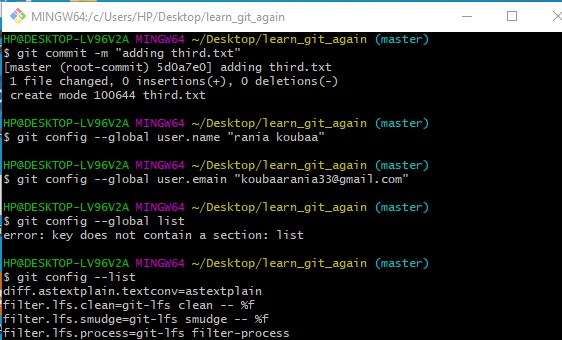 MINGW64:/c/Users/HP/Desktop/learn_git_again
HP@DESKTOP-LV96V2A MINGW64 ~/Desktop/learn_git_again (master)
$ git commit -m "adding third.txt"
[master (root-commit) 5d0a7e0] adding third.txt
 1 file changed, 0 insertions(+), 0 deletions(-)
 create mode 100644 third.txt
HP@DESKTOP-LV96V2A MINGW64 ~/Desktop/learn_git_again (master)
$ git config --global user.name "rania koubaa"
HP@DESKTOP-LV96V2A MINGW64 ~/Desktop/learn_git_again (master)
$ git config --global user.emain "koubaarania33@gmail.com"
HP@DESKTOP-LV96V2A MINGW64 ~/Desktop/learn_git_again (master)
$ git config --global list
error: key does not contain a section: list
HP@DESKTOP-LV96V2A MINGW64 ~/Desktop/learn_git_again (master)
$ git config --list
diff.astextplain.textconv=astextplain
filter.lfs.clean=git-lfs clean -- %f
filter.lfs.smudge=git-lfs smudge -- %f
filter.lfs.process=git-lfs filter-process